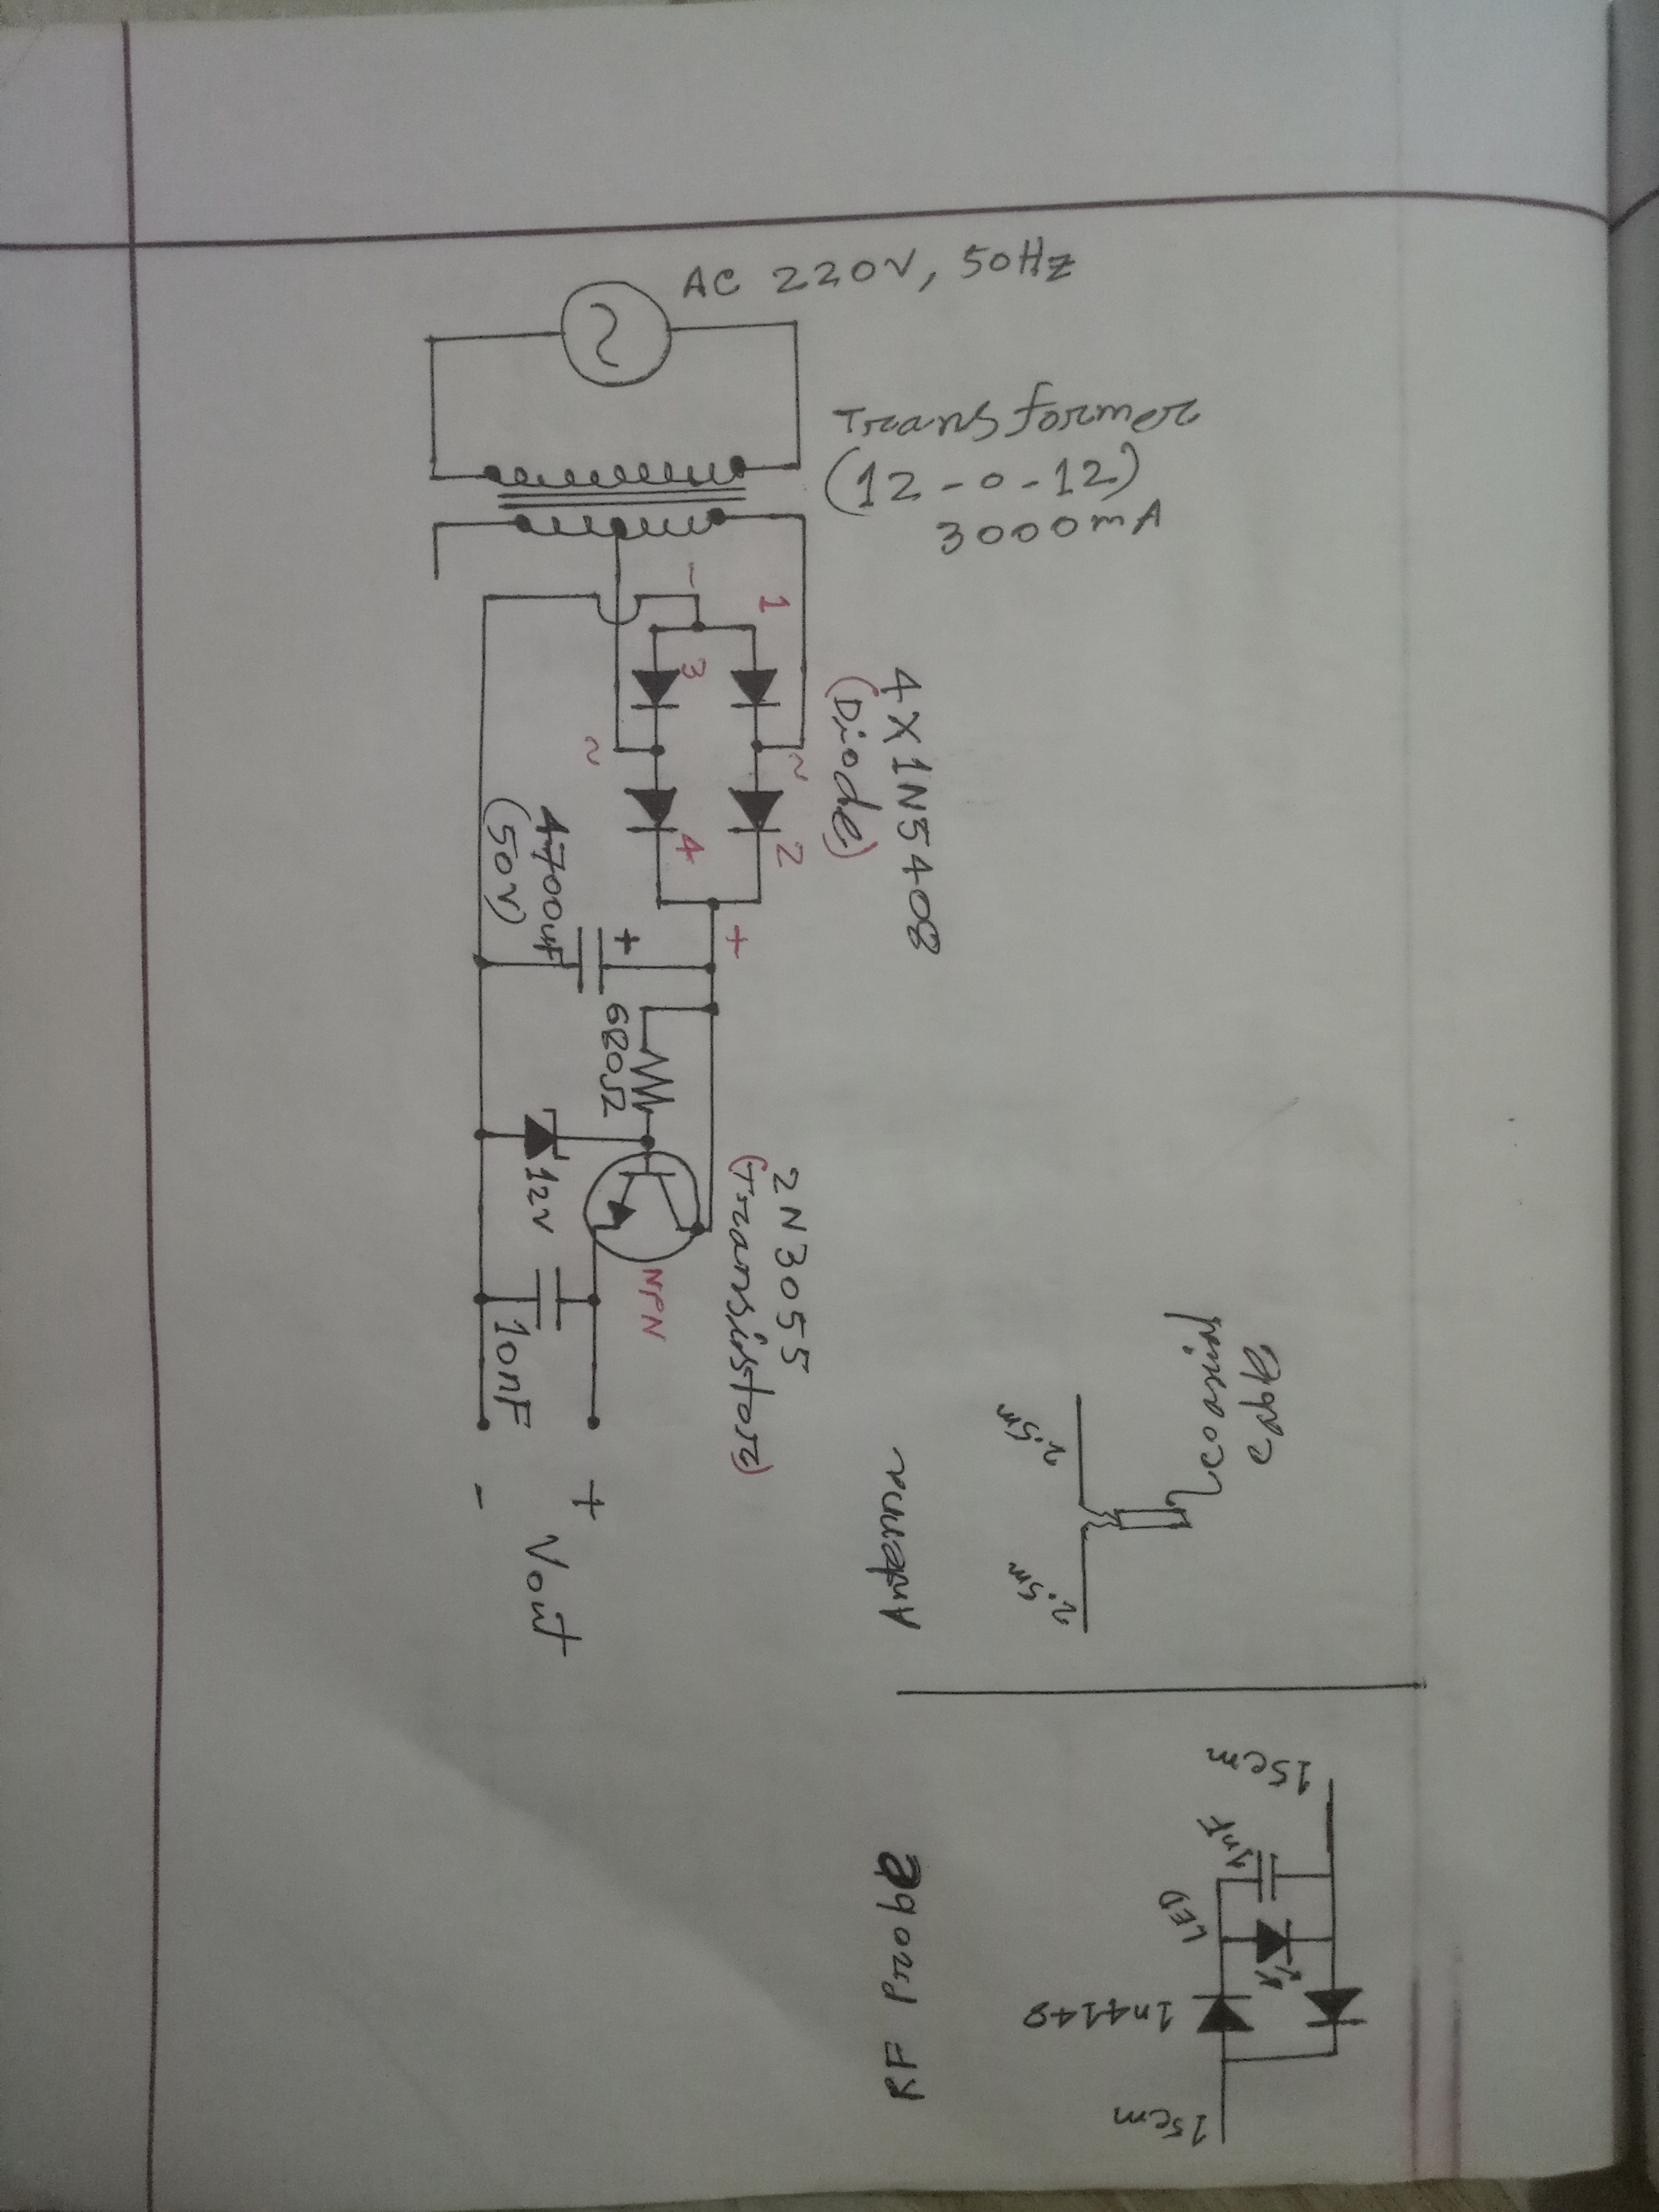 AC 220V, 50Hz
Transformer
(12-0-12)
3000mA
4X1N5408
(Diode)
-
1
3
~
~
2
4
+
4700uF
(50V)
+
680Ω
12V
2N3055
(Transistor)
NPN
10nF
+
-
Vout
Antenna
2.5m
2.5m
coaxial
cable
RF Probe
15cm
1nF
LED
1n4148
15cm